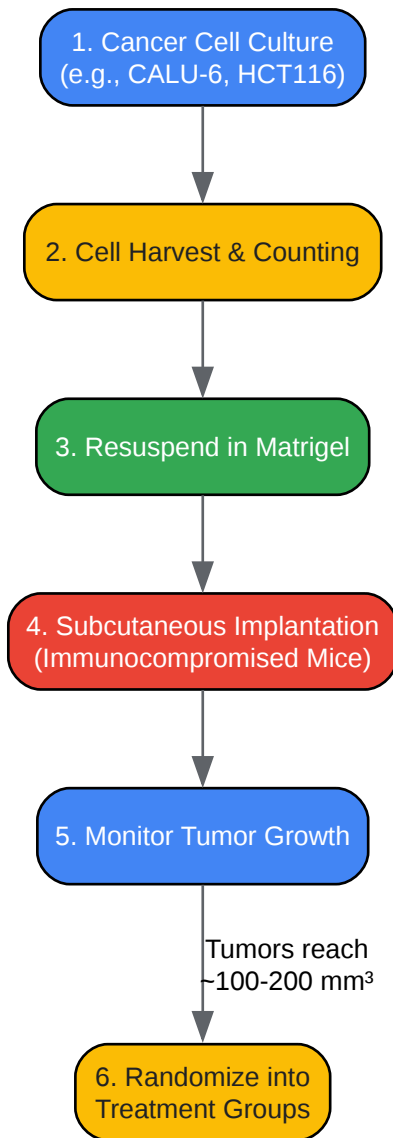 1. Cancer Cell Culture
(e.g., CALU-6, HCT116)
2. Cell Harvest & Counting
3. Resuspend in Matrigel
4. Subcutaneous Implantation
(Immunocompromised Mice)
5. Monitor Tumor Growth
Tumors reach
~100-200 mm³
6. Randomize into
Treatment Groups